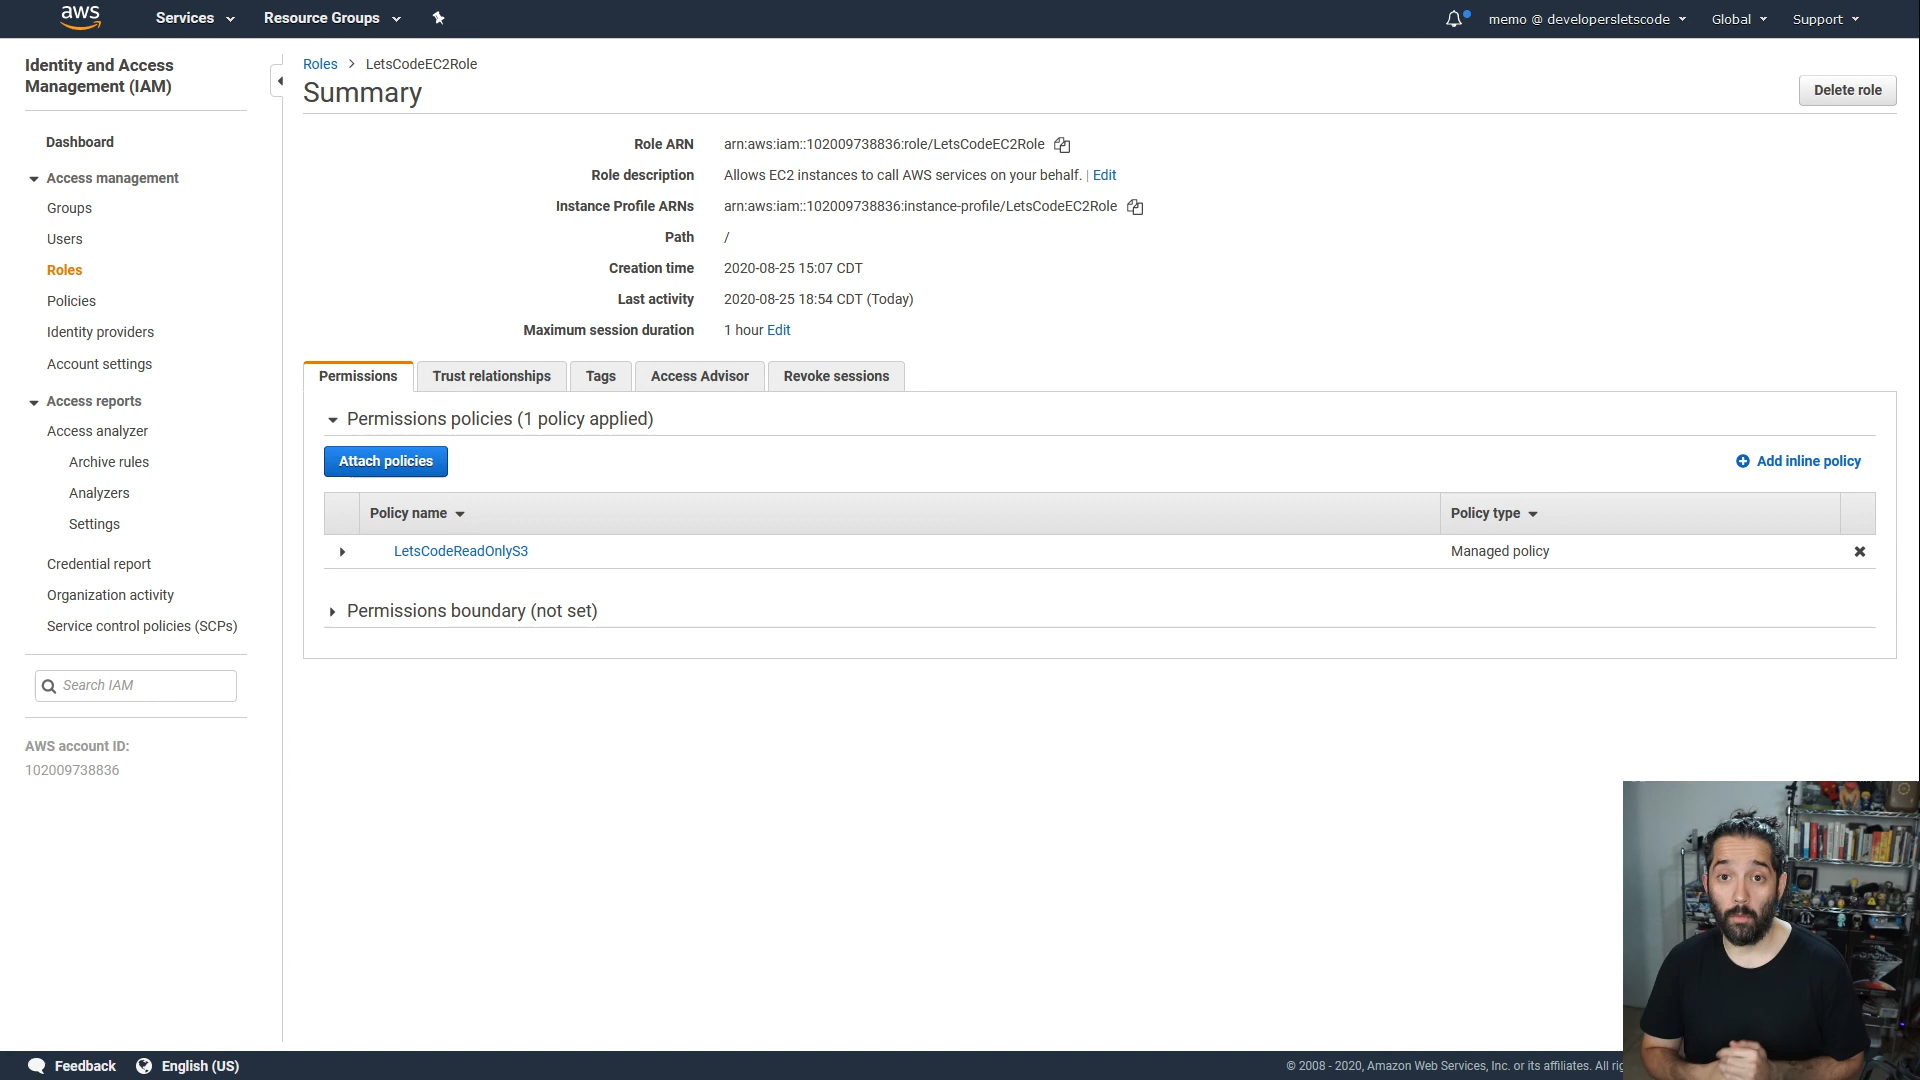 aws
Services
Resource Groups
memo @ developersletscode
Global
Support
Identity and Access
Management (IAM)
Dashboard
Access management
Groups
Users
Roles
Policies
Identity providers
Account settings
Access reports
Access analyzer
Archive rules
Analyzers
Settings
Credential report
Organization activity
Service control policies (SCPs)
Search IAM
AWS account ID:
102009738836
Roles > LetsCodeEC2Role
Summary
Delete role
Role ARN arn:aws:iam::102009738836:role/LetsCodeEC2Role
Role description Allows EC2 instances to call AWS services on your behalf. | Edit
Instance Profile ARNs arn:aws:iam::102009738836:instance-profile/LetsCodeEC2Role
Path /
Creation time 2020-08-25 15:07 CDT
Last activity 2020-08-25 18:54 CDT (Today)
Maximum session duration 1 hour Edit
Permissions
Trust relationships
Tags
Access Advisor
Revoke sessions
Permissions policies (1 policy applied)
Attach policies
Add inline policy
Policy name
Policy type
LetsCodeReadOnlyS3
Managed policy
Permissions boundary (not set)
Feedback
English (US)
© 2008 - 2020, Amazon Web Services, Inc. or its affiliates. All